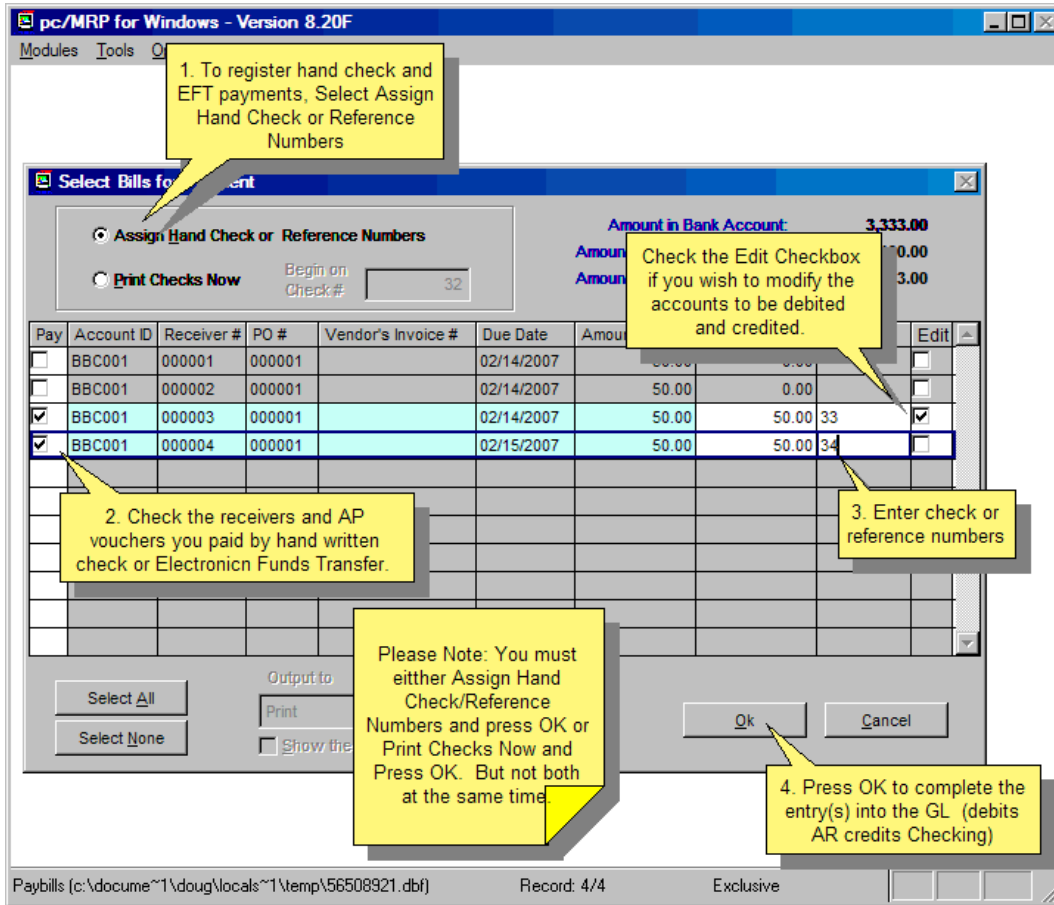 pc/MRP for Windows - Version 8.20F
Modules Tools
1. To register hand check and
EFT payments, Select Assign
Hand Check or Reference
Numbers
Select Bills
Assign Hand Check or Reference Numbers
Print Checks Now
Begin on
Check #
32
Amount in Bank Account: 3,333.00
Check the Edit Checkbox
if you wish to modify the
accounts to be debited
and credited.
Pay Account ID Receiver # PO # Vendor's Invoice # Due Date Edit
BBC001 000001 000001 02/14/2007
BBC001 000002 000001 02/14/2007 50.00 0.00
BBC001 000003 000001 02/14/2007 50.00 50.00 33
BBC001 000004 000001 02/15/2007 50.00 50.00 34
2. Check the receivers and AP
vouchers you paid by hand written
check or Electronicn Funds Transfer.
3. Enter check or
reference numbers
Please Note: You must
eitther Assign Hand
Check/Reference
Numbers and press OK or
Print Checks Now and
Press OK. But not both
at the same time.
Select All
Select None
Output to
Print
Show the
Ok
Cancel
4. Press OK to complete the
entry(s) into the GL (debits
AR credits Checking)
Paybills (c:\docume~1\doug\locals~1\temp\56508921.dbf) Record: 4/4 Exclusive